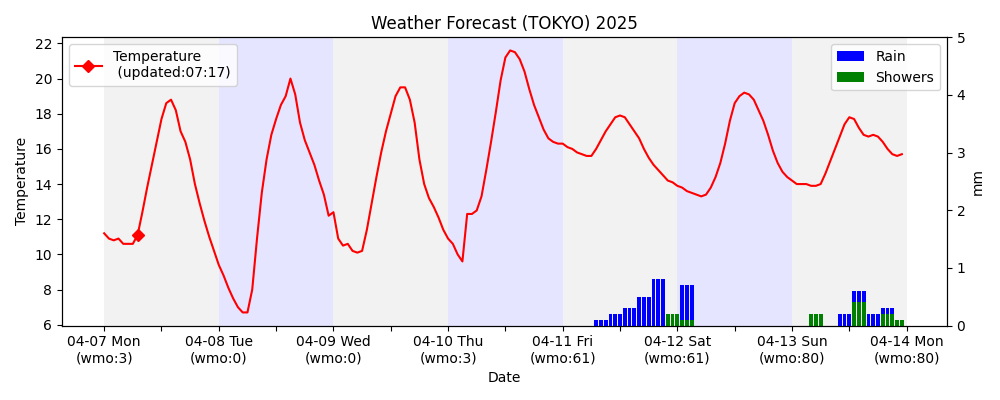 Weather Forecast (TOKYO) 2025
Temperature
(updated:07:17)
Rain
Showers
Temperature
22
20
18
16
14
12
10
8
6
5
4
3
2
1
0
mm
04-07 Mon
(wmo:3)
04-08 Tue
(wmo:0)
04-09 Wed
(wmo:0)
04-10 Thu
(wmo:3)
04-11 Fri
(wmo:61)
04-12 Sat
(wmo:61)
04-13 Sun
(wmo:80)
04-14 Mon
(wmo:80)
Date